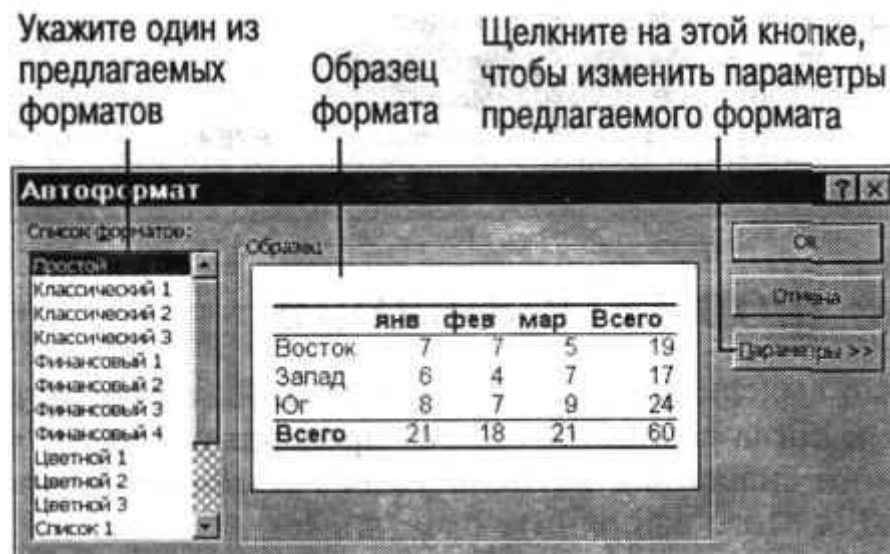 Укажите один из
предлагаемых
форматов
Образец
формата
Щелкните на этой кнопке,
чтобы изменить параметры
предлагаемого формата
Автоформат
Список форматов:
Простой
Классический 1
Классический 2
Классический 3
Финансовый 1
Финансовый 2
Финансовый 3
Финансовый 4
Цветной 1
Цветной 2
Цветной 3
Список 1
Образец
янв фев мар Всего
Восток 7 7 5 19
Запад 6 4 7 17
Юг 8 7 9 24
Всего 21 18 21 60
OK
Отмена
Параметры >>